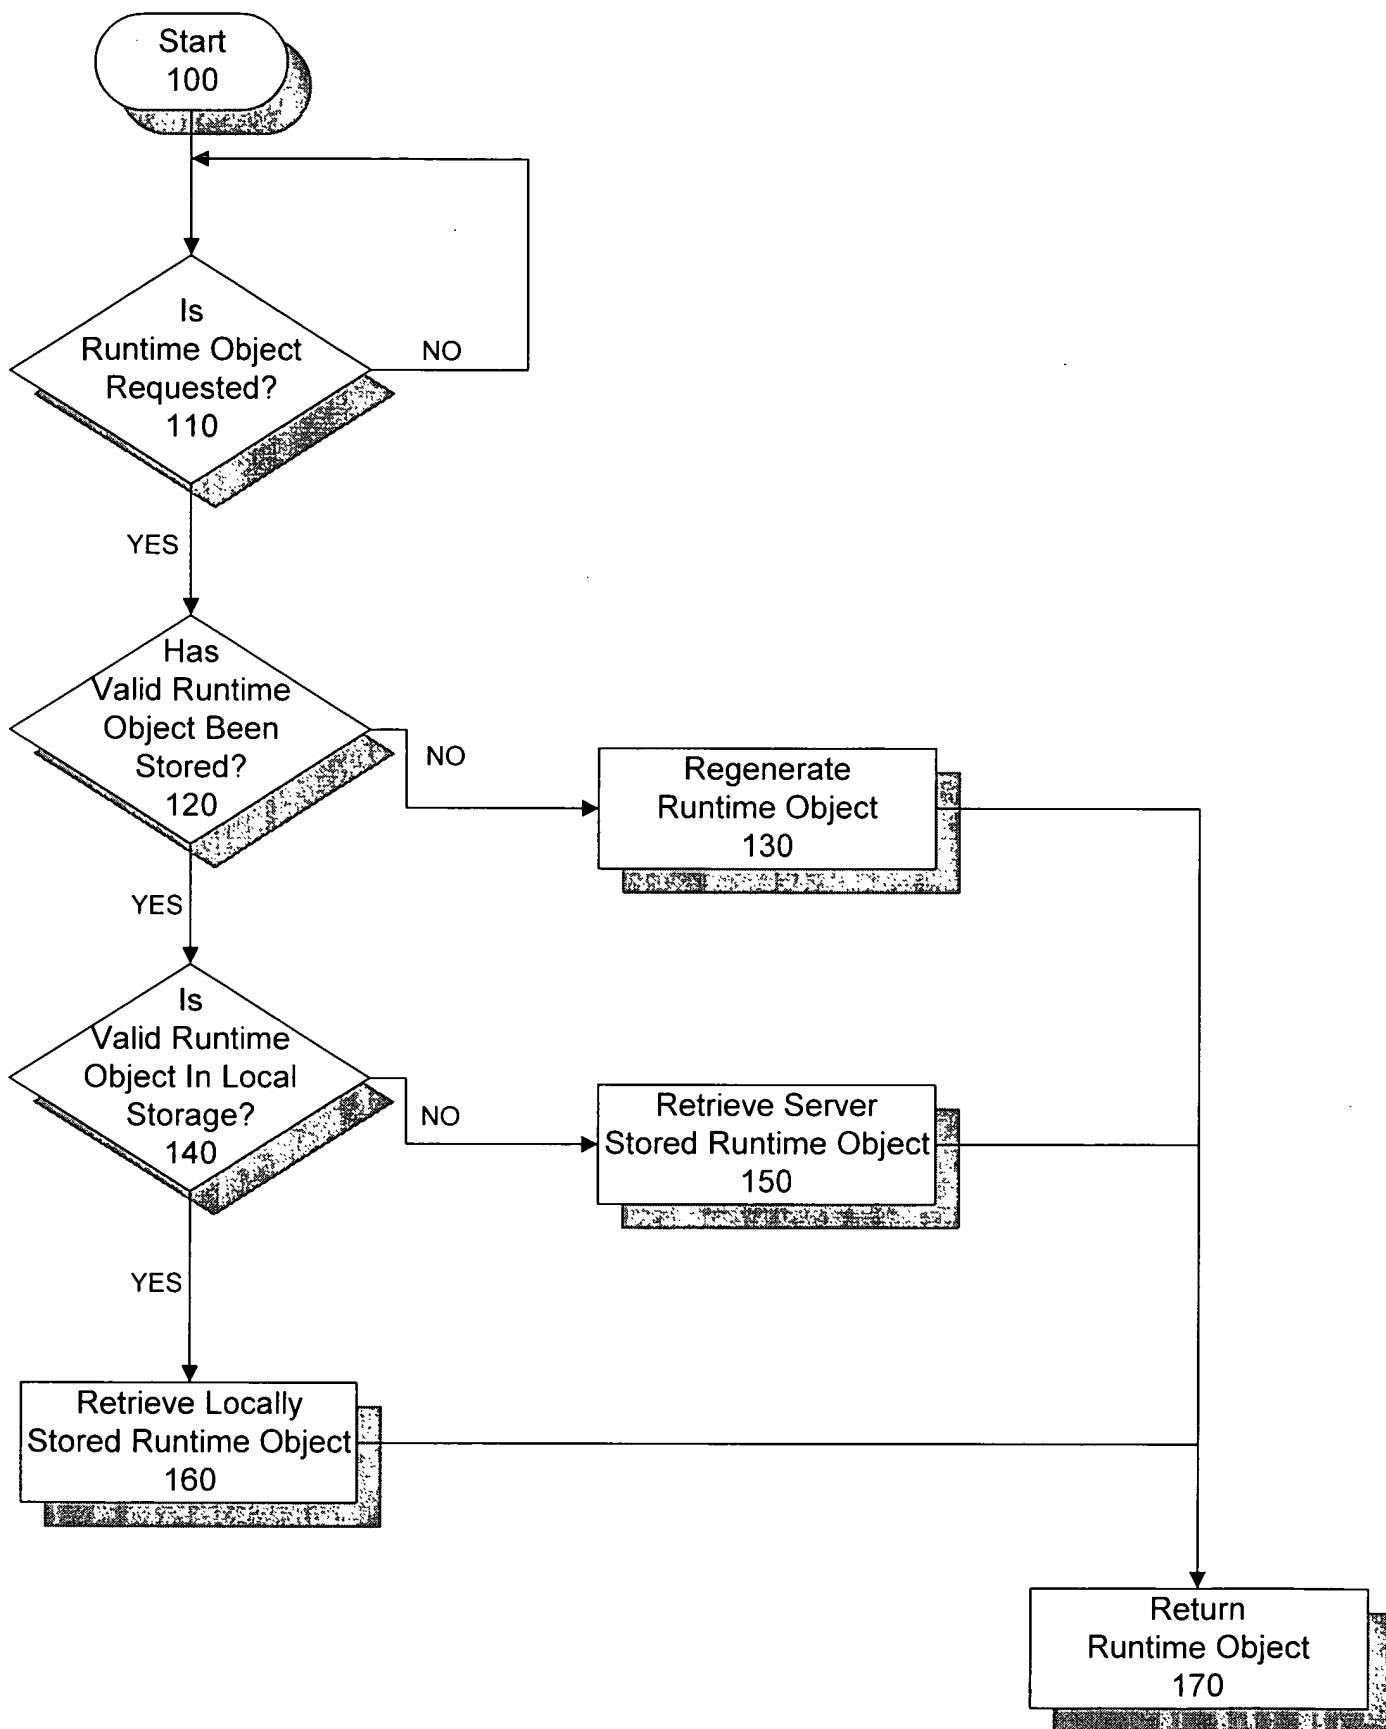 Start
100
Is
Runtime Object
Requested?
110
NO
YES
Has
Valid Runtime
Object Been
Stored?
120
NO
Regenerate
Runtime Object
130
YES
Is
Valid Runtime
Object In Local
Storage?
140
NO
Retrieve Server
Stored Runtime Object
150
YES
Retrieve Locally
Stored Runtime Object
160
Return
Runtime Object
170